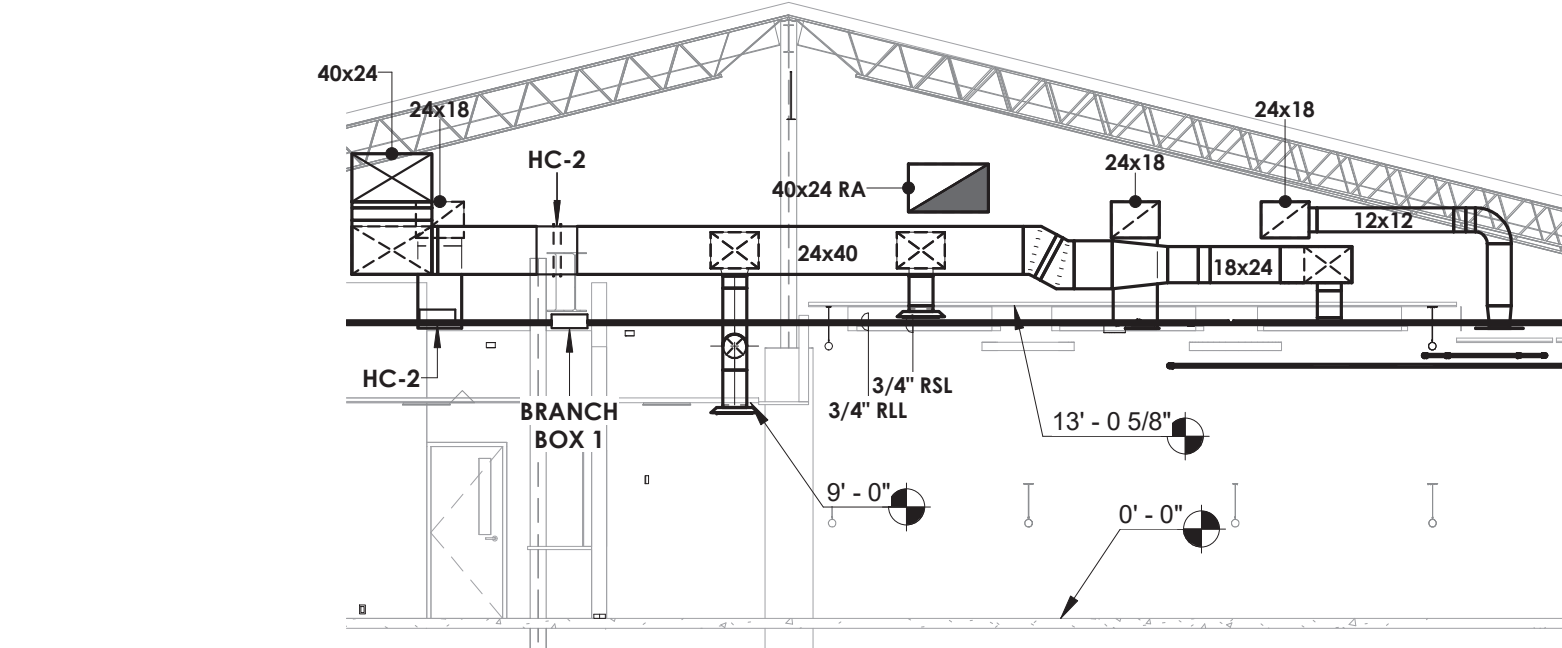 40x24
24x18
24x18
HC-2
24x18
40x24 RA
12x12
24x40
18x24
HC-2
3/4" RSL
3/4" RLL
BRANCH
BOX 1
13' - 0 5/8"
9' - 0"
0' - 0"